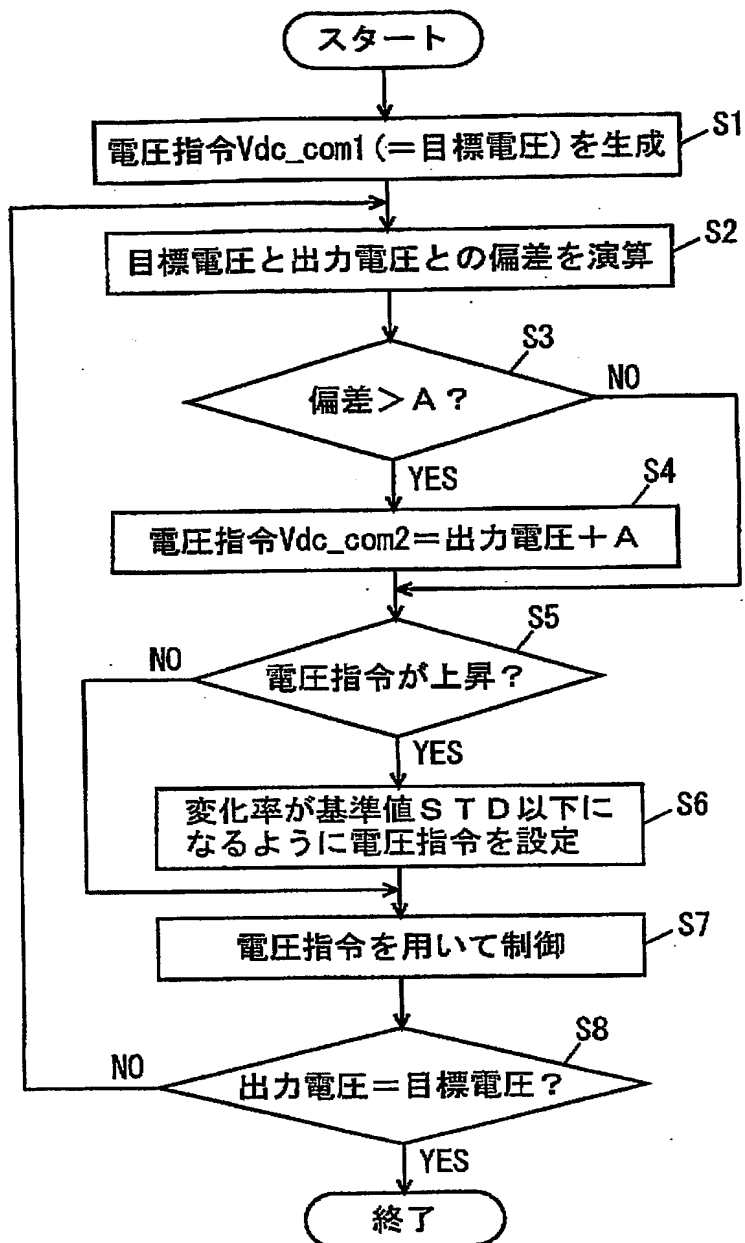 スタート
S1
電圧指令Vdc_com1(=目標電圧)を生成
S2
目標電圧と出力電圧との偏差を演算
S3
偏差>A?
NO
YES
S4
電圧指令Vdc_com2=出力電圧+A
S5
NO
電圧指令が上昇?
YES
S6
変化率が基準値STD以下に
なるように電圧指令を設定
S7
電圧指令を用いて制御
S8
NO
出力電圧=目標電圧?
YES
終了